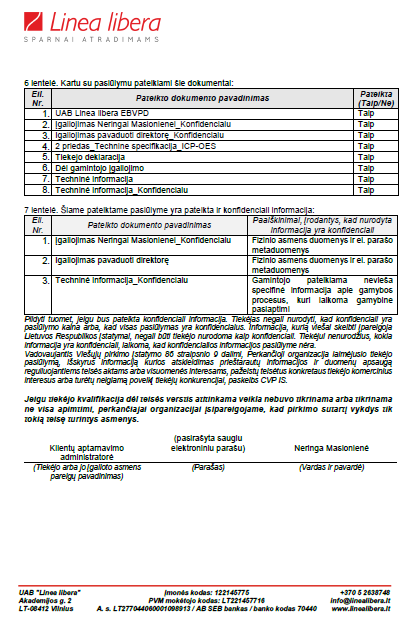 Linea libera
SPARNAI ATRADIMAMS
6 lentelė. Kartu su pasiūlymu pateikiami šie dokumentai:
Eil. Nr. Pateikto dokumento pavadinimas Pateikta (Taip/Ne)
1. UAB Linea libera EBVPD Taip
2. Įgaliojimas Neringai Masionienei_Konfidencialu Taip
3. Įgaliojimas pavaduoti direktorę_Konfidencialu Taip
4. 2 priedas_Techninė specifikacija_ICP-OES Taip
5. Tiekėjo deklaracija Taip
6. Dėl gamintojo įgaliojimo Taip
7. Techninė informacija Taip
8. Techninė informacija_Konfidencialu Taip
7 lentelė. Šiame pateiktame pasiūlyme yra pateikta ir konfidenciali informacija:
Eil. Nr. Pateikto dokumento pavadinimas Paaiškinimai, įrodantys, kad nurodyta informacija yra konfidenciali
1. Įgaliojimas Neringai Masionienei_Konfidencialu Fizinio asmens duomenys ir el. parašo metaduomenys
2. Įgaliojimas pavaduoti direktorę Fizinio asmens duomenys ir el. parašo metaduomenys
3. Techninė informacija_Konfidencialu Gamintojo pateikiama nevieša specifinė informacija apie gamybos procesus, kuri laikoma gamybine paslaptimi
Pildyti tuomet, jeigu bus pateikta konfidenciali informacija. Tiekėjas negali nurodyti, kad konfidenciali yra
pasiūlymo kaina arba, kad visas pasiūlymas yra konfidencialus. Informacija, kurią viešai skelbti įpareigoja
Lietuvos Respublikos įstatymai, negali būti tiekėjo nurodoma kaip konfidenciali. Tiekėjui nenurodžius, kokia
informacija yra konfidenciali, laikoma, kad konfidencialios informacijos pasiūlyme nėra.
Vadovaujantis Viešųjų pirkimo įstatymo 86 straipsnio 9 dalimi, Perkančioji organizacija laimėjusio tiekėjo
pasiūlymą, išskyrus informaciją kurios atskleidimas prieštarautų informacijos ir duomenų apsaugą
reguliuojantiems teisės aktams arba visuomenės interesams, pažeistų teisėtus konkretaus tiekėjo komercinius
interesus arba turėtų neigiamą poveikį tiekėjų konkurencijai, paskelbs CVP IS.
Jeigu tiekėjo kvalifikacija dėl teisės verstis atitinkama veikla nebuvo tikrinama arba tikrinama
ne visa apimtimi, perkančiajai organizacijai įsipareigojame, kad pirkimo sutartį vykdys tik
tokią teisę turintys asmenys.
Klientų aptarnavimo administratorė (pasirašyta saugiu elektroniniu parašu) Neringa Masionienė
(Tiekėjo arba jo įgalioto asmens pareigų pavadinimas) (Parašas) (Vardas ir pavardė)
UAB "Linea libera" Įmonės kodas: 122145775 +370 5 2638748
Akademijos g. 2 PVM mokėtojo kodas: LT221457716 info@linealibera.lt
LT-08412 Vilnius A. s. LT277044060001098913 / AB SEB bankas / banko kodas 70440 www.linealibera.lt